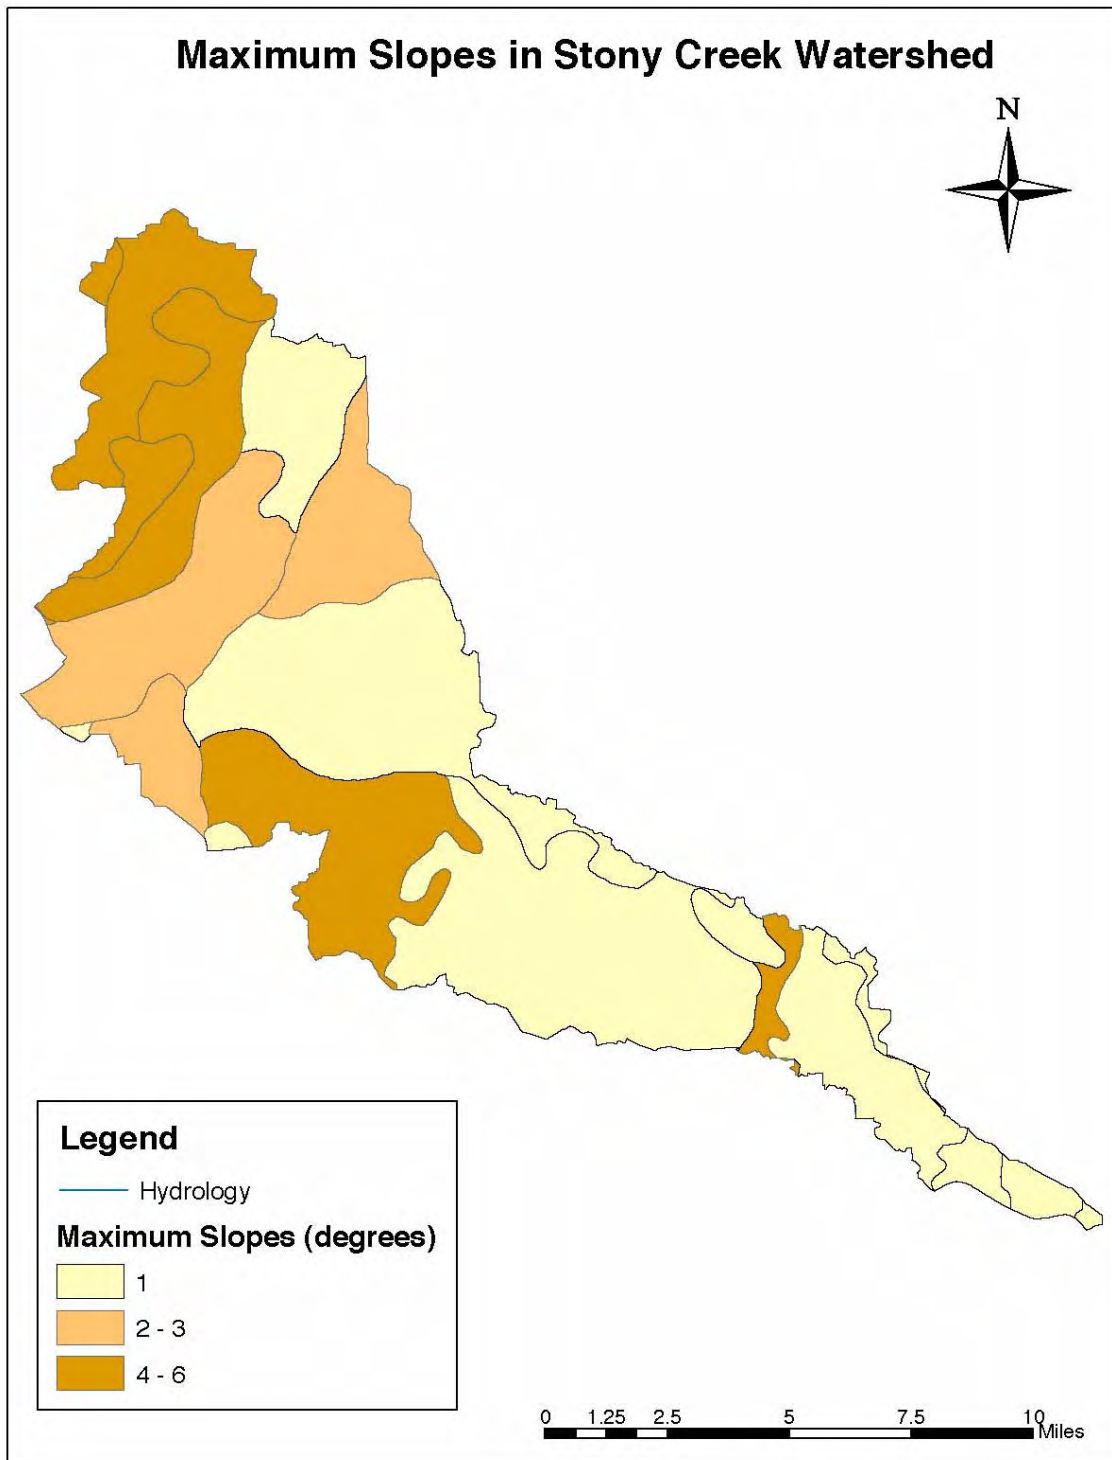 Maximum Slopes in Stony Creek Watershed
N
Legend
Hydrology
Maximum Slopes (degrees)
1
2 - 3
4 - 6
0 1.25 2.5 5 7.5 10
Miles